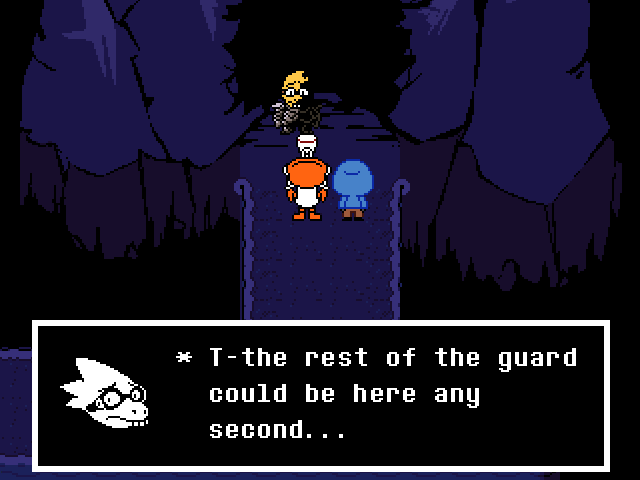 * T-the rest of the guard
could be here any
second...